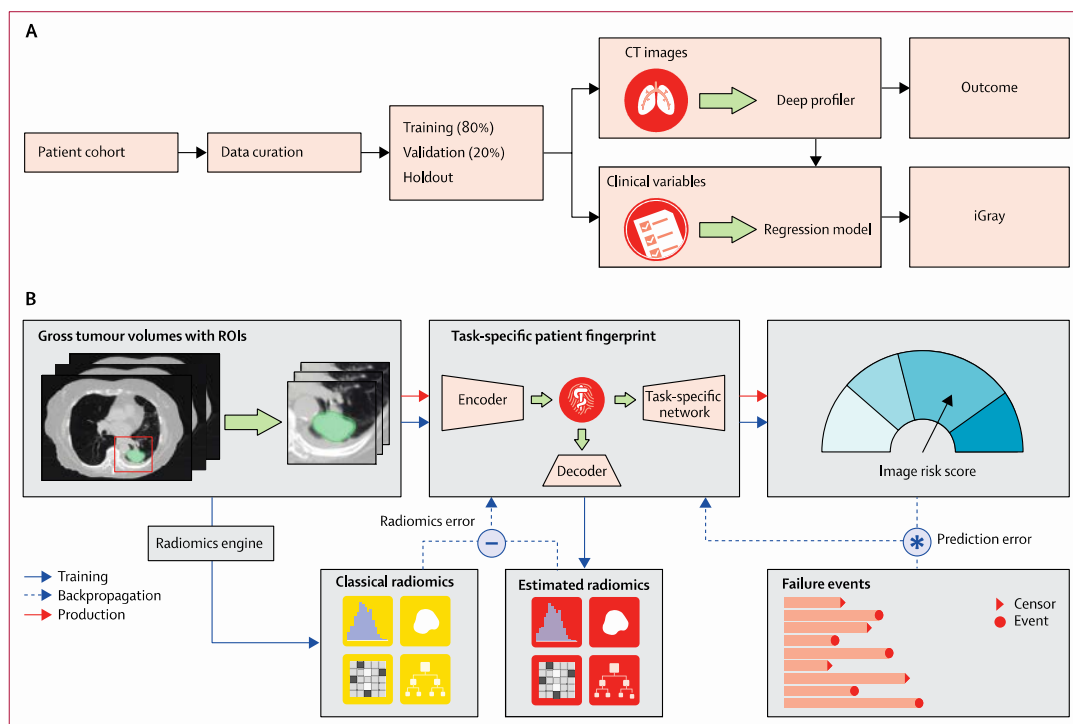 A
CT images
Deep profiler
Outcome
Patient cohort
Data curation
Training (80%)
Validation (20%)
Holdout
Clinical variables
Regression model
iGray
B
Gross tumour volumes with ROIs
Task-specific patient fingerprint
Encoder
Task-specific
network
Decoder
Image risk score
Radiomics error
Radiomics engine
Prediction error
Training
Backpropagation
Production
Classical radiomics
Estimated radiomics
Failure events
Censor
Event